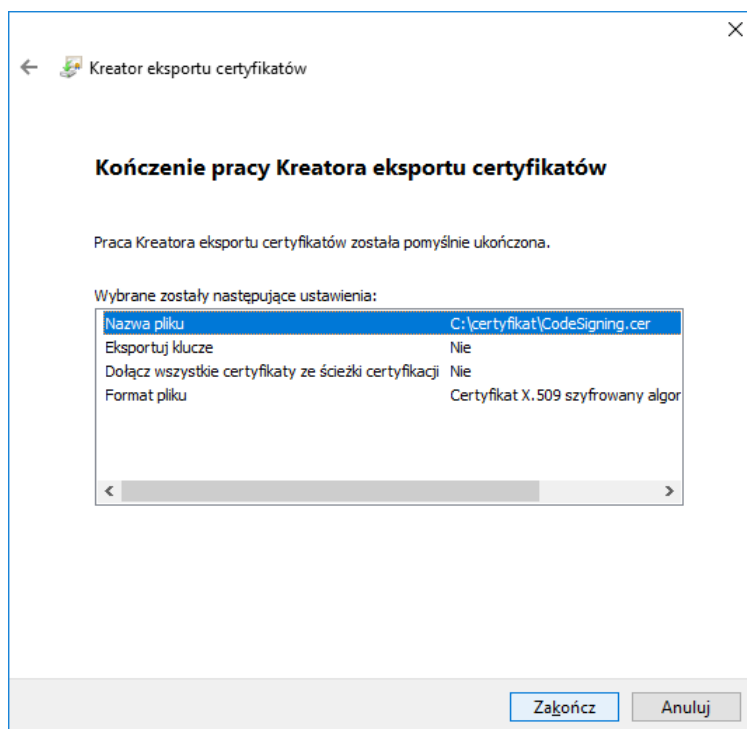 Kreator eksportu certyfikatów
Kończenie pracy Kreatora eksportu certyfikatów
Praca Kreatora eksportu certyfikatów została pomyślnie ukończona.
Wybrane zostały następujące ustawienia:
Nazwa pliku C:\certyfikat\CodeSigning.cer
Eksportuj klucze Nie
Dołącz wszystkie certyfikaty ze ścieżki certyfikacji Nie
Format pliku Certyfikat X.509 szyfrowany algor
Zakończ Anuluj